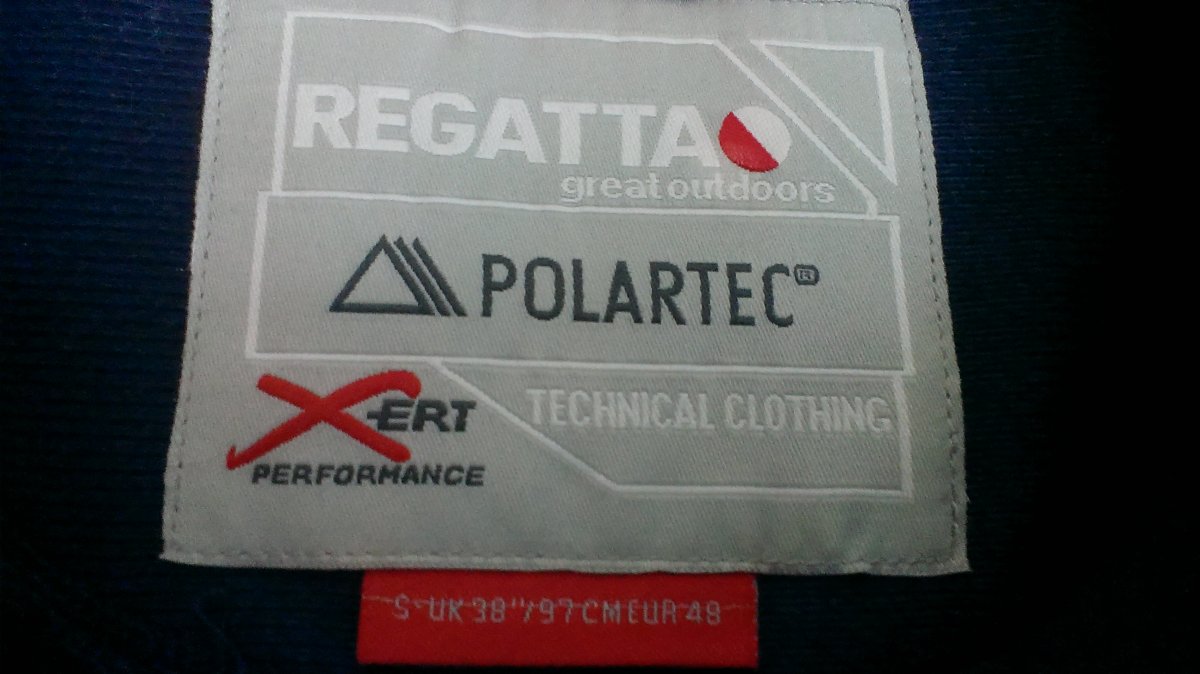 REGATTA
great outdoors
POLARTEC®
X-ERT
PERFORMANCE
TECHNICAL CLOTHING
S UK 38"/97CM EUR 48